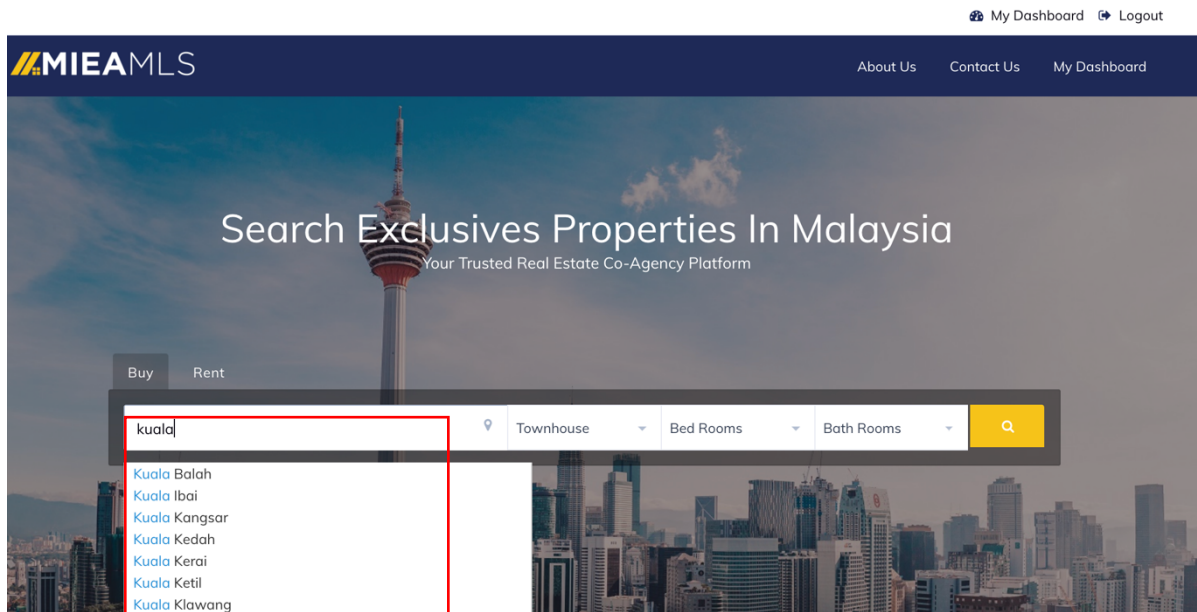 My Dashboard Logout
MIEAMLS
About Us Contact Us My Dashboard
Search Exclusives Properties In Malaysia
Your Trusted Real Estate Co-Agency Platform
Buy Rent
kuala Townhouse Bed Rooms Bath Rooms
Kuala Balah
Kuala Ibai
Kuala Kangsar
Kuala Kedah
Kuala Kerai
Kuala Ketil
Kuala Klawang